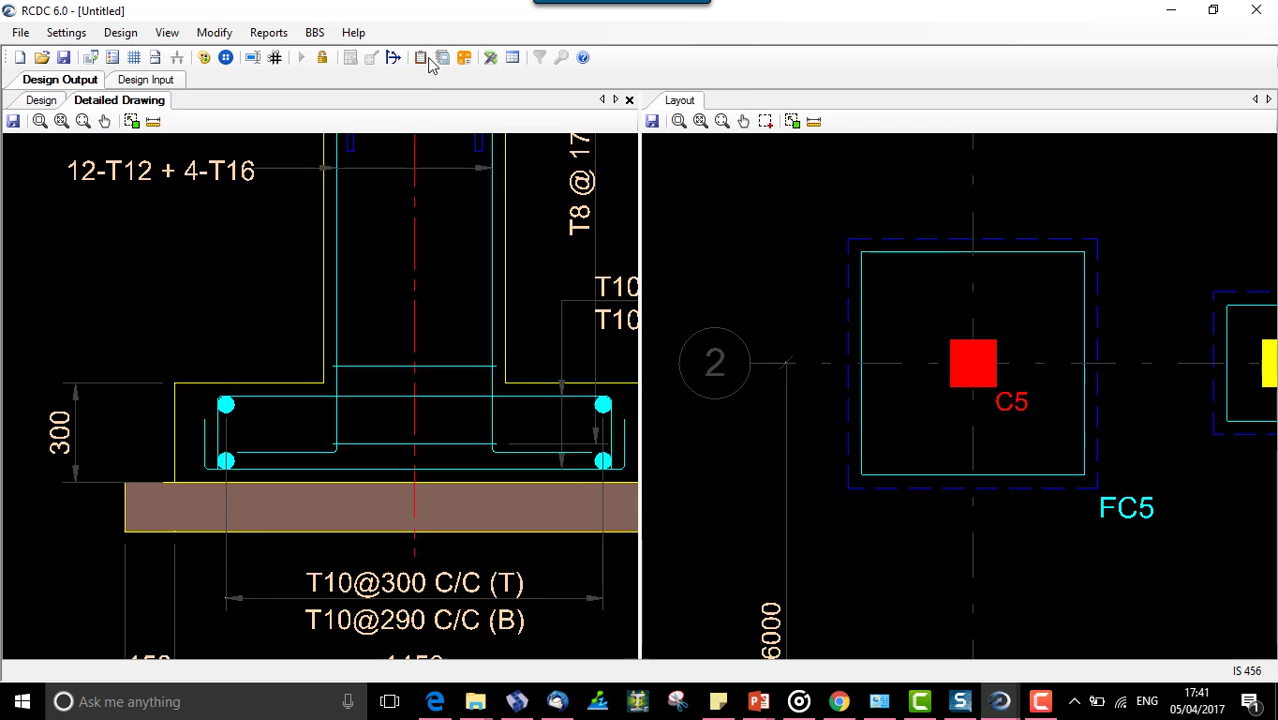 RCDC 6.0 - [Untitled]
File Settings Design View Modify Reports BBS Help
Design Output Design Input
Design Detailed Drawing
Layout
12-T12 + 4-T16
T8 @ 17
T10
T10
300
T10@300 C/C (T)
T10@290 C/C (B)
2
C5
FC5
6000
IS 456
Ask me anything
ENG
17:41
05/04/2017